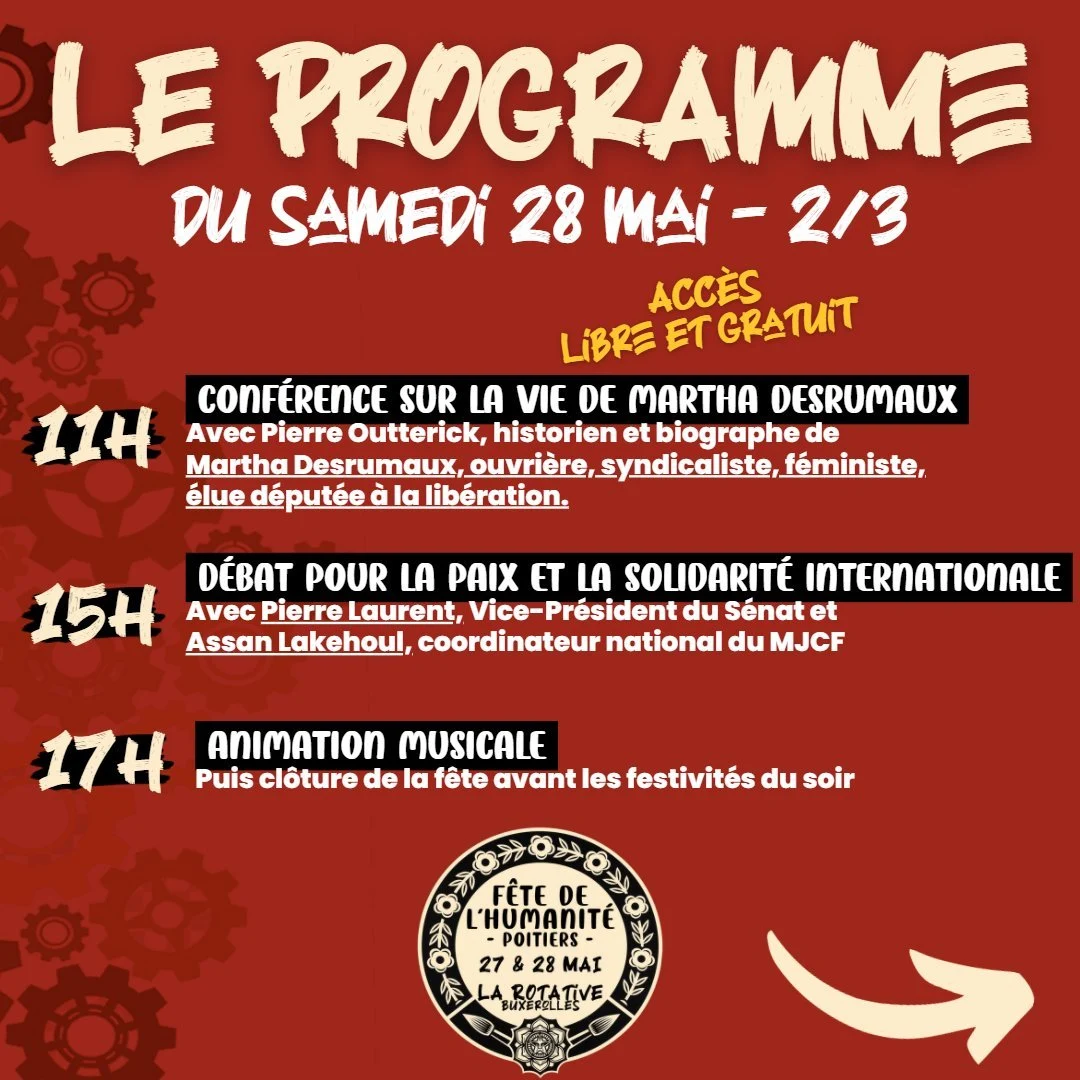 LE PROGRAMME
DU SAMEDI 28 MAI - 2/3
ACCÈS
LIBRE ET GRATUIT
11H
CONFÉRENCE SUR LA VIE DE MARTHA DESRUMAUX
Avec Pierre Outterick, historien et biographe de
Martha Desrumaux, ouvrière, syndicaliste, féministe,
élue députée à la libération.
15H
DÉBAT POUR LA PAIX ET LA SOLIDARITÉ INTERNATIONALE
Avec Pierre Laurent, Vice-Président du Sénat et
Assan Lakehoul, coordinateur national du MJCF
17H
ANIMATION MUSICALE
Puis clôture de la fête avant les festivités du soir
FÊTE DE
L'HUMANITÉ
- POITIERS -
27 & 28 MAI
LA ROTATIVE
BUXEROLLES